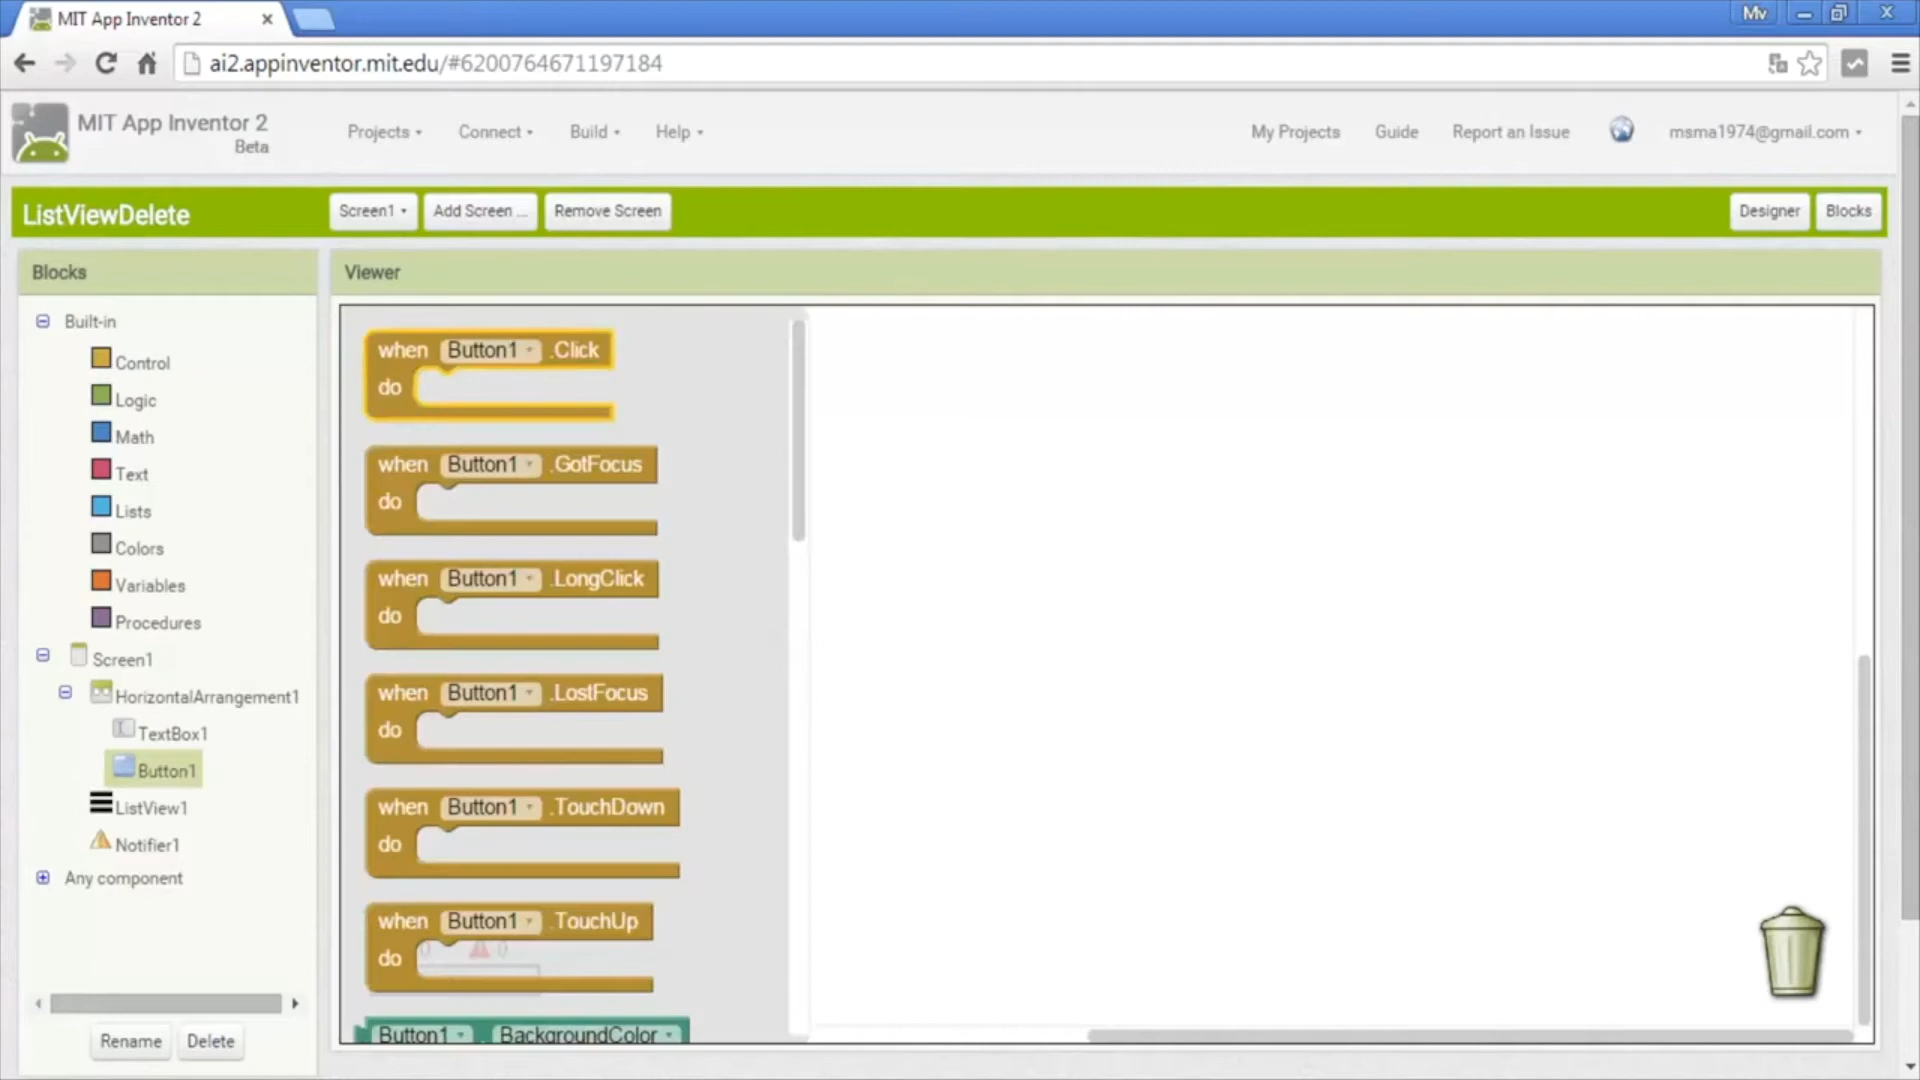 MIT App Inventor 2
Mv
ai2.appinventor.mit.edu/#6200764671197184
MIT App Inventor 2
Beta
Projects
Connect
Build
Help
My Projects
Guide
Report an Issue
msma1974@gmail.com
ListViewDelete
Screen1
Add Screen ...
Remove Screen
Designer
Blocks
Blocks
Built-in
Control
Logic
Math
Text
Lists
Colors
Variables
Procedures
Screen1
HorizontalArrangement1
TextBox1
Button1
ListView1
Notifier1
Any component
Rename
Delete
Viewer
when Button1 .Click
do
when Button1 .GotFocus
do
when Button1 .LongClick
do
when Button1 .LostFocus
do
when Button1 .TouchDown
do
when Button1 .TouchUp
do
0 0
Button1 . BackgroundColor